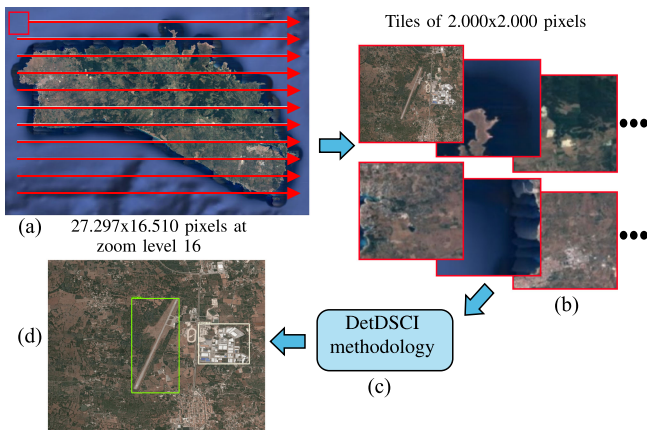 Tiles of 2.000x2.000 pixels
(a)
27.297x16.510 pixels at
zoom level 16
(b)
(d)
DetDSCI
methodology
(c)